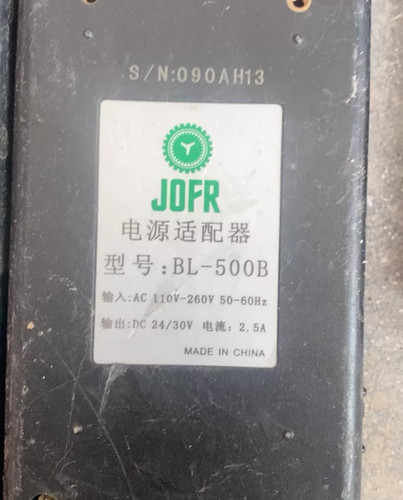 S/N:090AH13
JOFR
电源适配器
型号:BL-500B
输入:AC 110V-260V 50-60Hz
输出:DC 24/30V 电流: 2.5A
MADE IN CHINA